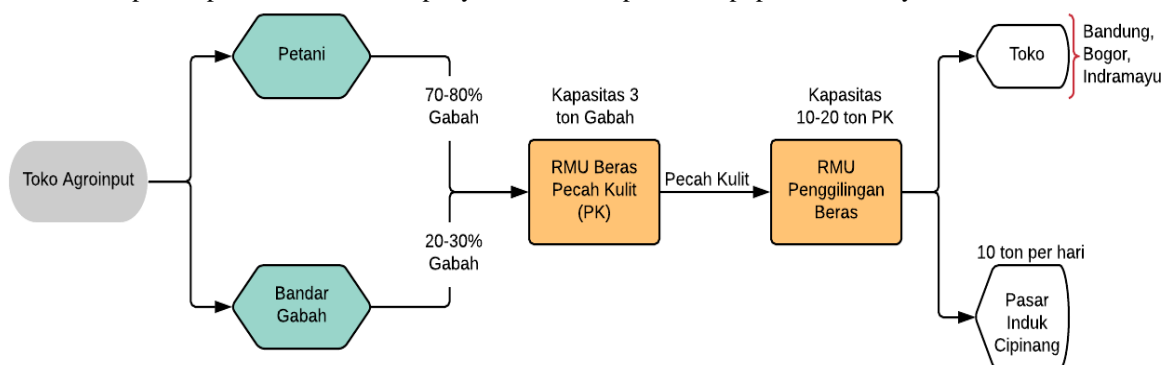 Toko Agroinput
Petani
Bandar
Gabah
70-80%
Gabah
20-30%
Gabah
Kapasitas 3
ton Gabah
RMU Beras
Pecah Kulit
(PK)
Pecah Kulit
Kapasitas
10-20 ton PK
RMU
Penggilingan
Beras
Toko
Bandung,
Bogor,
Indramayu
10 ton per hari
Pasar
Induk
Cipinang